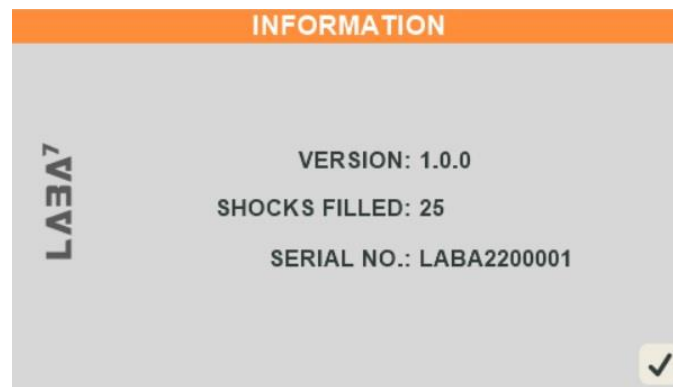 INFORMATION
LABA7
VERSION: 1.0.0
SHOCKS FILLED: 25
SERIAL NO.: LABA2200001